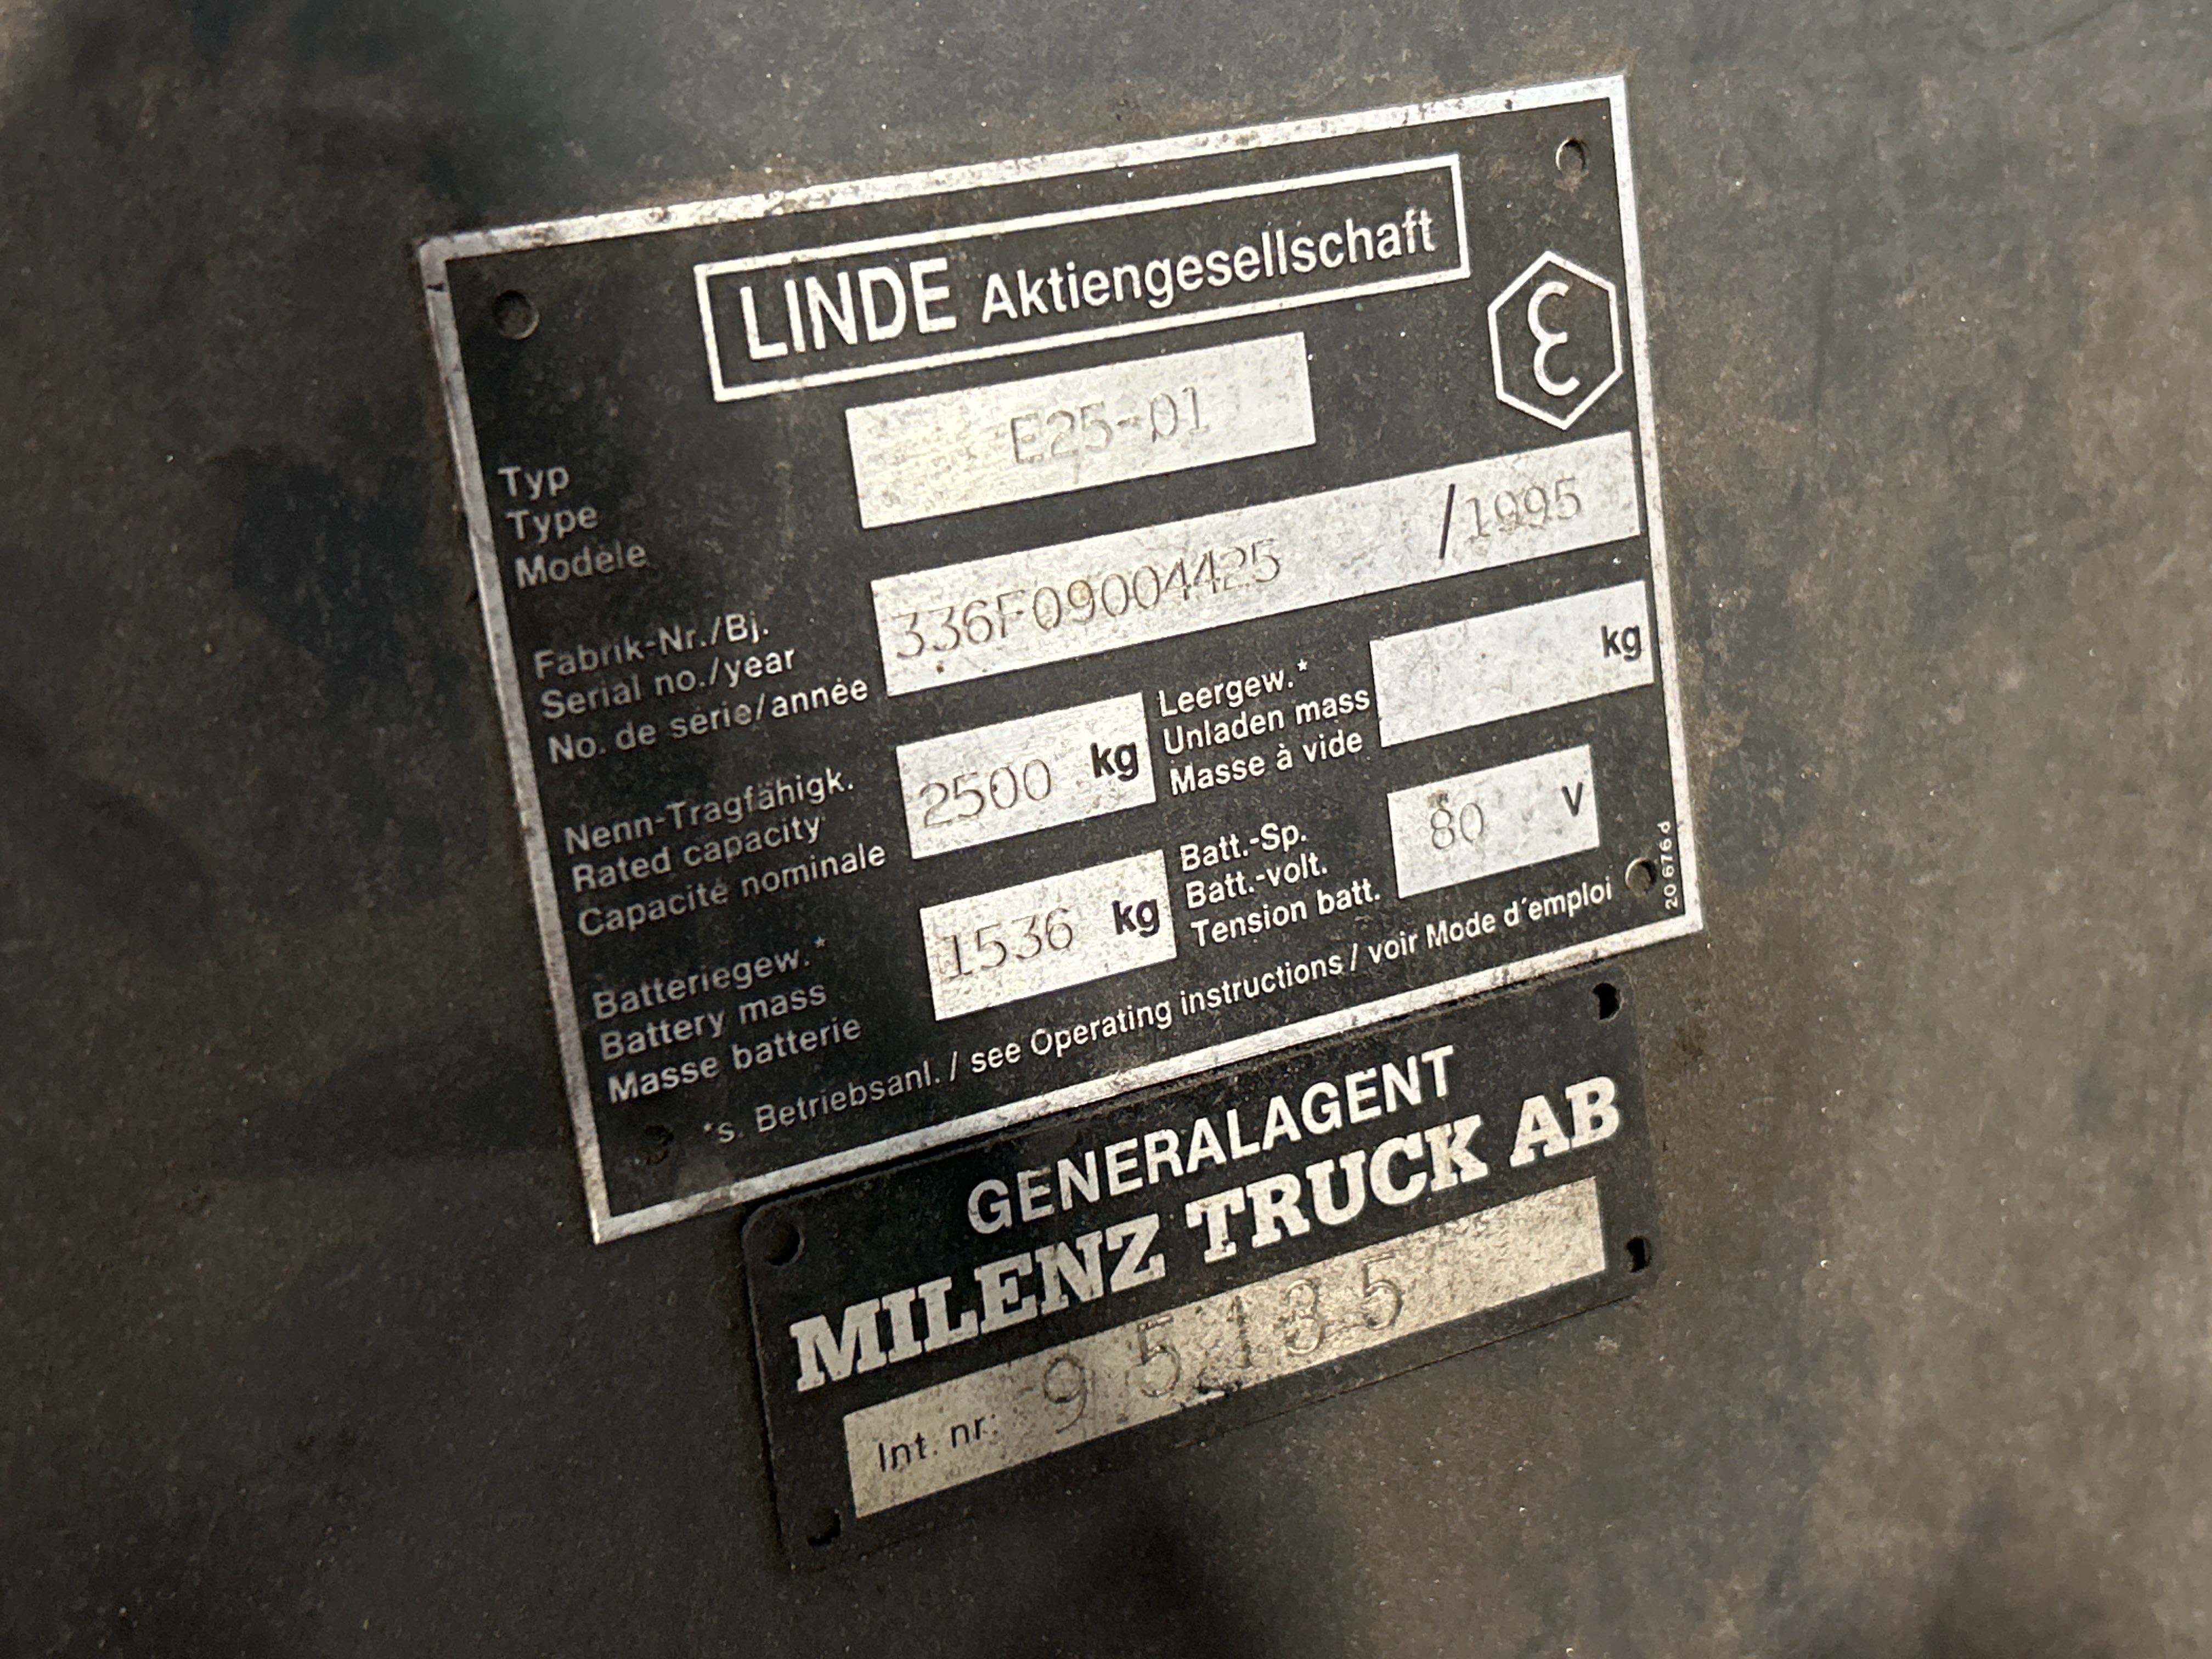 LINDE Aktiengesellschaft
Typ
Type
Modèle
E25-01
Fabrik-Nr./Bj.
Serial no./year
No. de série/année
336F09004425 /1995
Nenn-Tragfähigk.
Rated capacity
Capacité nominale
2500 kg
Leergew.*
Unladen mass
Masse à vide
kg
Batteriegew.*
Battery mass
Masse batterie
1536 kg
Batt.-Sp.
Batt.-volt.
Tension batt.
80 V
*s. Betriebsanl. / see Operating instructions / voir Mode d'emploi
20 676 d
GENERALAGENT
MILENZ TRUCK AB
Int. nr: 95135